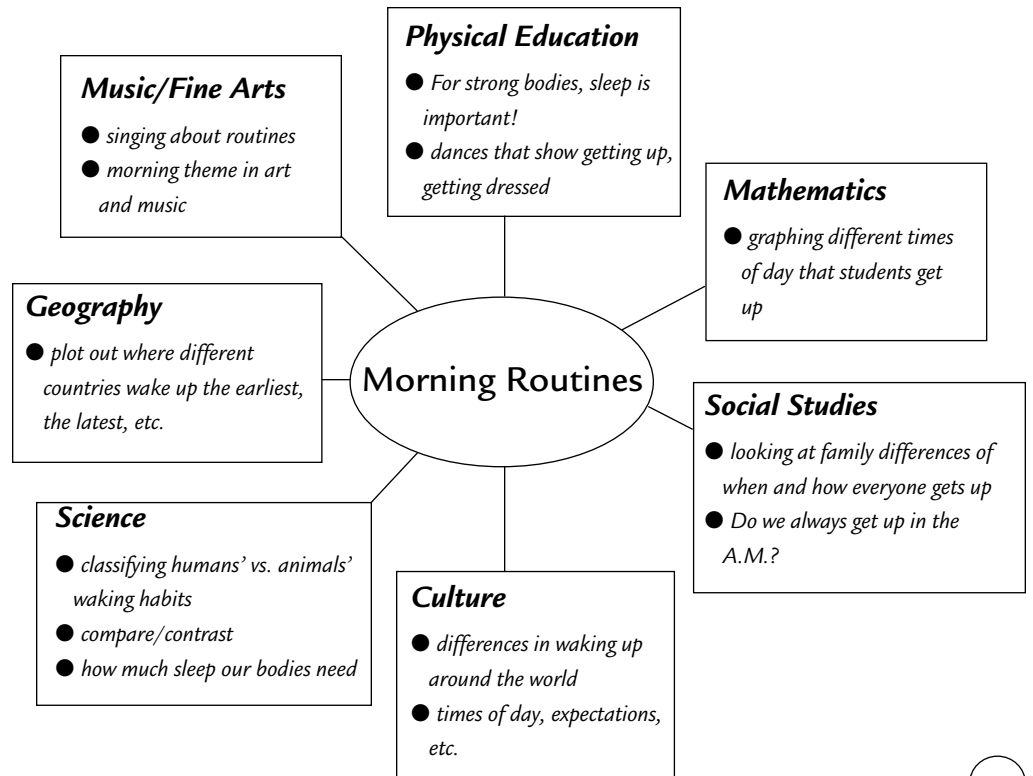 Physical Education
● For strong bodies, sleep is
important!
● dances that show getting up,
getting dressed
Music/Fine Arts
● singing about routines
● morning theme in art
and music
Mathematics
● graphing different times
of day that students get
up
Geography
● plot out where different
countries wake up the earliest,
the latest, etc.
Morning Routines
Social Studies
● looking at family differences of
when and how everyone gets up
● Do we always get up in the
A.M.?
Science
● classifying humans’ vs. animals’
waking habits
● compare/contrast
● how much sleep our bodies need
Culture
● differences in waking up
around the world
● times of day, expectations,
etc.